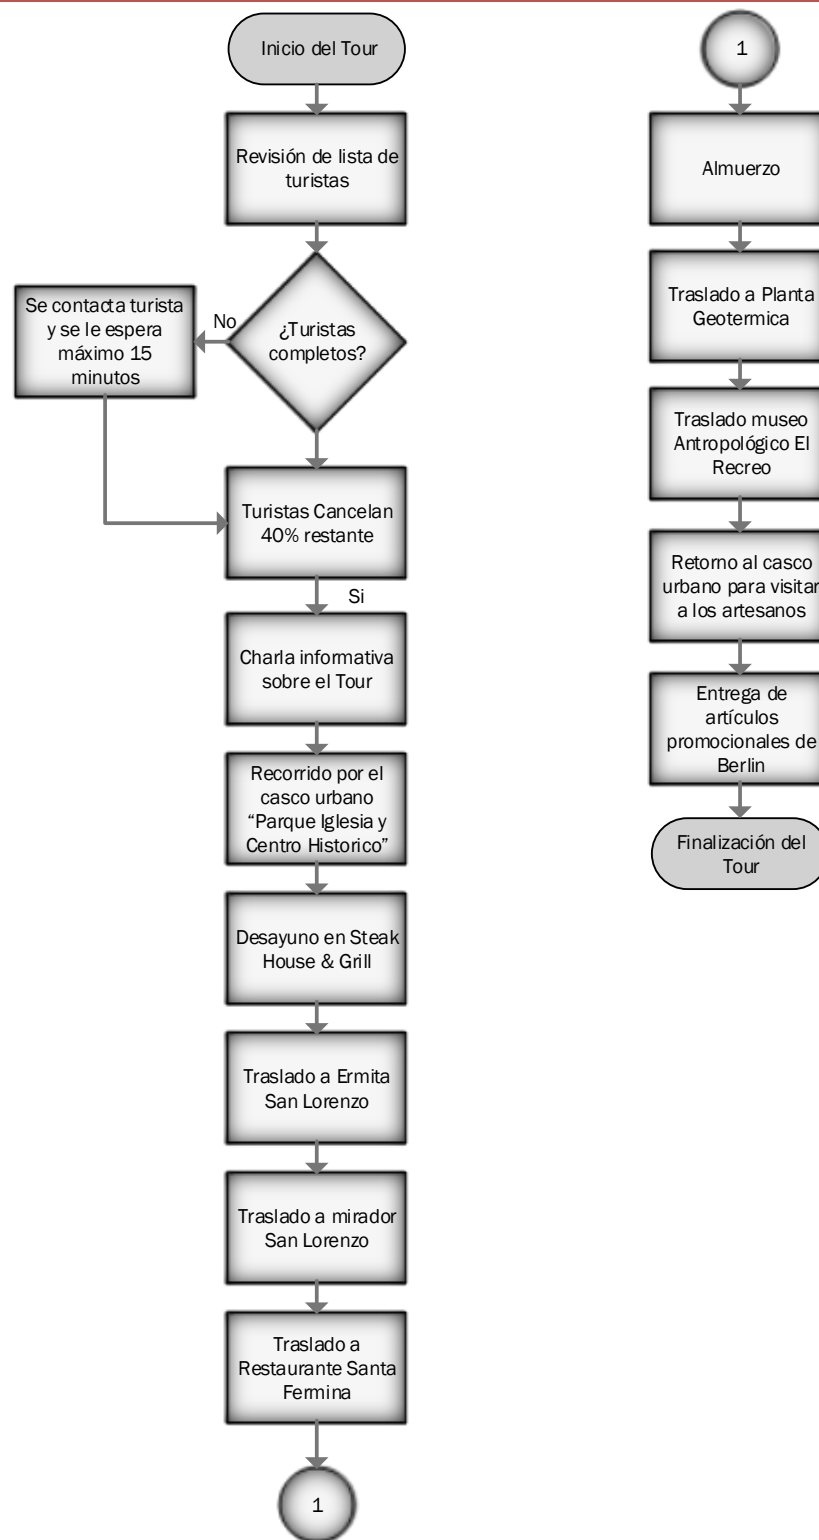 Inicio del Tour
Revisión de lista de
turistas
¿Turistas
completos?
No
Se contacta turista
y se le espera
máximo 15
minutos
Turistas Cancelan
40% restante
Si
Charla informativa
sobre el Tour
Recorrido por el
casco urbano
“Parque Iglesia y
Centro Historico”
Desayuno en Steak
House & Grill
Traslado a Ermita
San Lorenzo
Traslado a mirador
San Lorenzo
Traslado a
Restaurante Santa
Fermina
1
1
Almuerzo
Traslado a Planta
Geotermica
Traslado museo
Antropológico El
Recreo
Retorno al casco
urbano para visitar
a los artesanos
Entrega de
artículos
promocionales de
Berlin
Finalización del
Tour